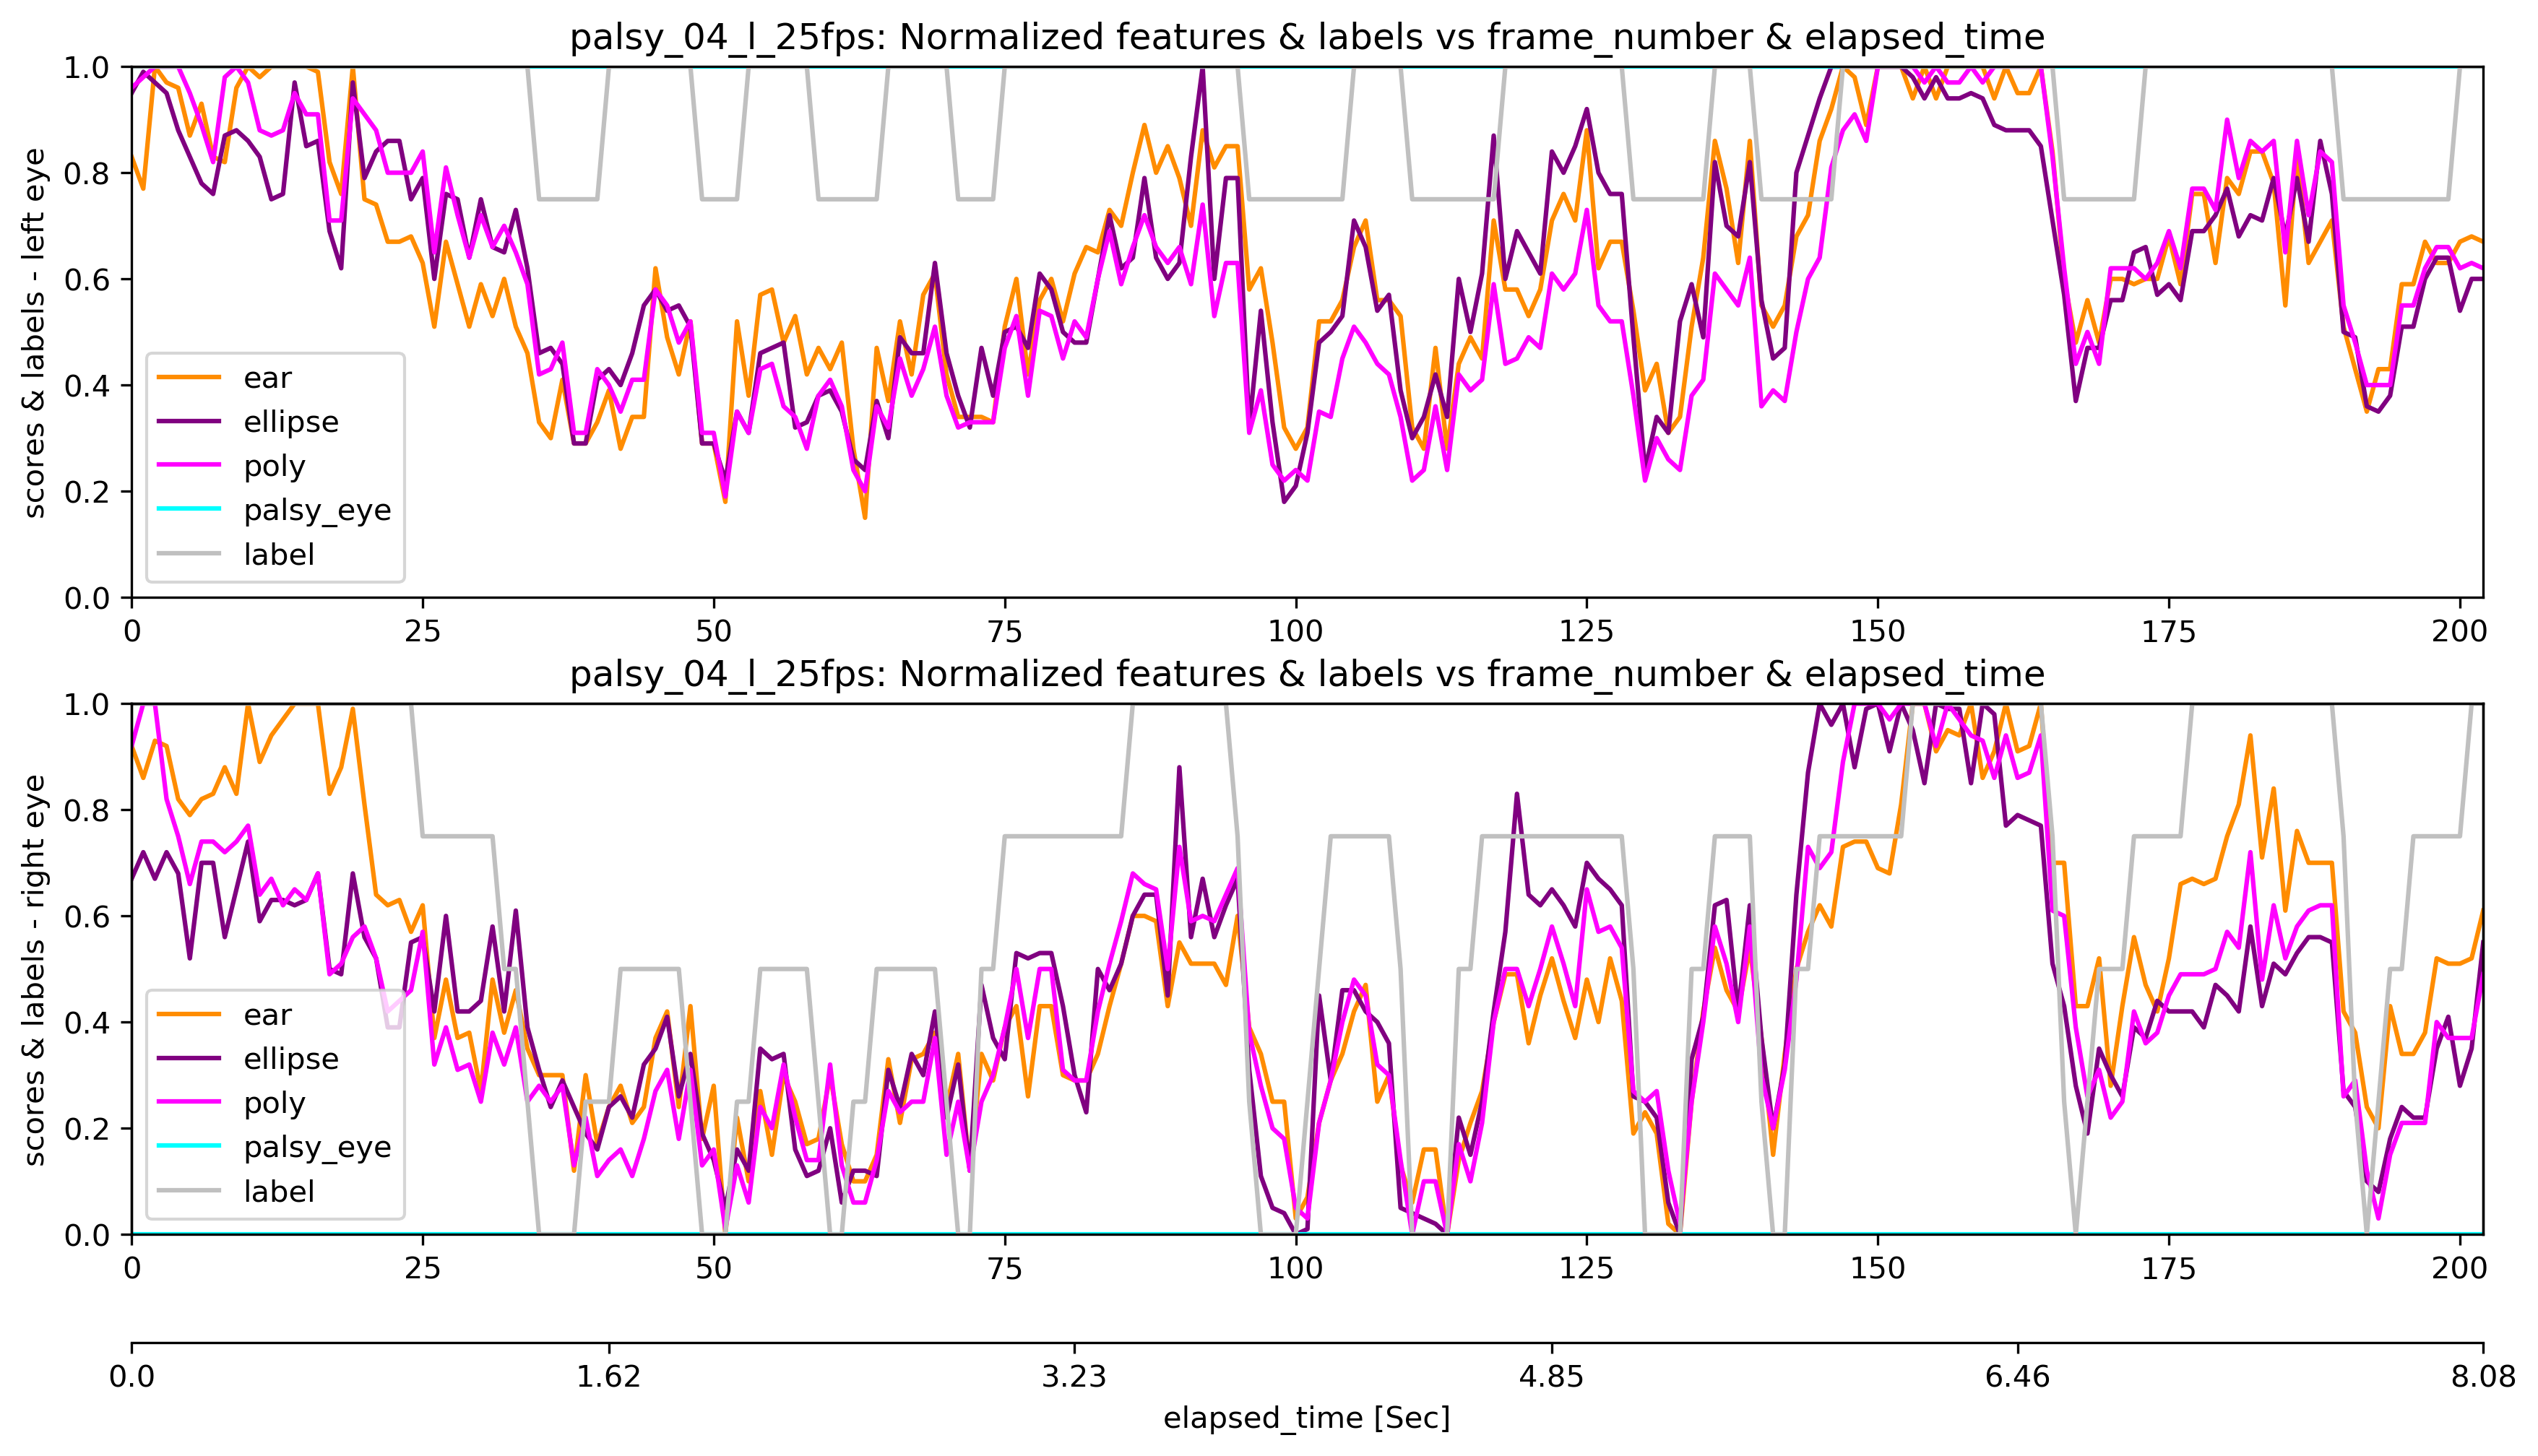 palsy_04_l_25fps: Normalized features & labels vs frame_number & elapsed_time
scores & labels - left eye
1.0
0.8
0.6
0.4
0.2
0.0
ear
ellipse
poly
palsy_eye
label
0 25 50 75 100 125 150 175 200
palsy_04_l_25fps: Normalized features & labels vs frame_number & elapsed_time
scores & labels - right eye
1.0
0.8
0.6
0.4
0.2
0.0
ear
ellipse
poly
palsy_eye
label
0 25 50 75 100 125 150 175 200
0.0 1.62 3.23 4.85 6.46 8.08
elapsed_time [Sec]